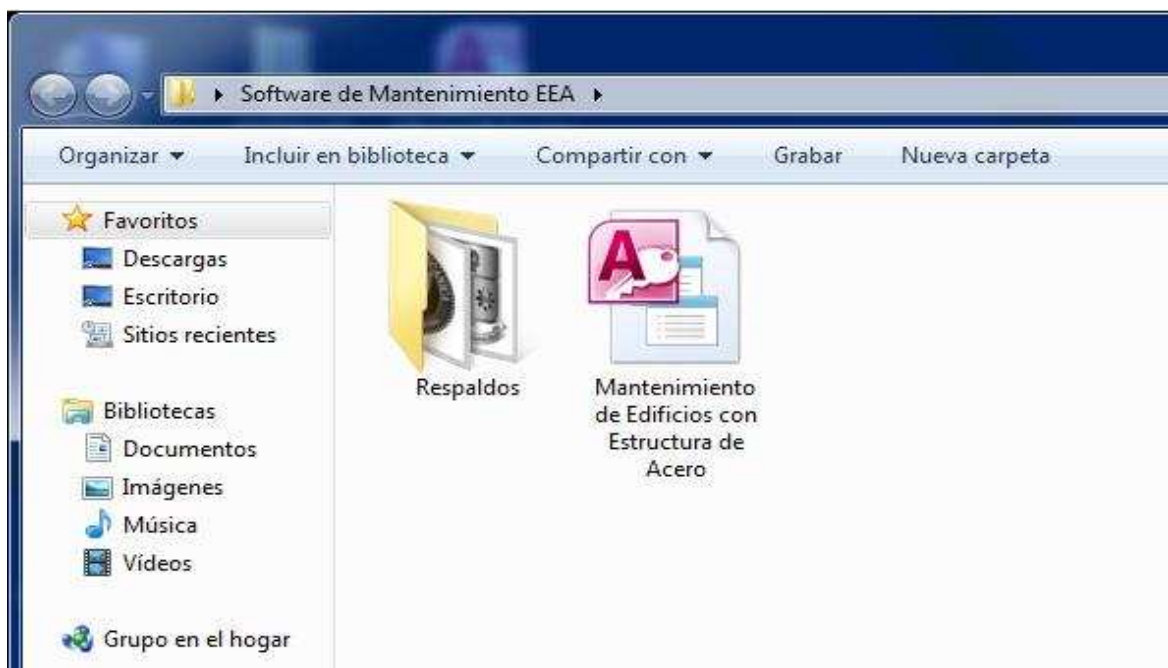 Software de Mantenimiento EEA
Organizar Incluir en biblioteca Compartir con Grabar Nueva carpeta
Favoritos
Descargas
Escritorio
Sitios recientes
Bibliotecas
Documentos
Imágenes
Música
Vídeos
Grupo en el hogar
Respaldos
Mantenimiento
de Edificios con
Estructura de
Acero